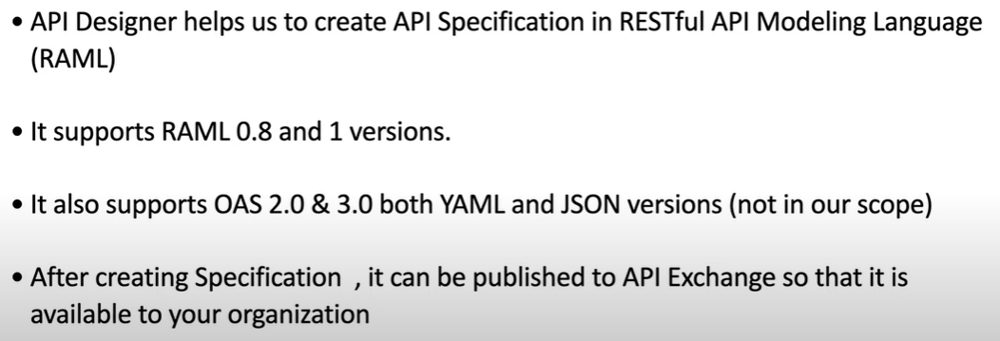 • API Designer helps us to create API Specification in RESTful API Modeling Language
(RAML)
• It supports RAML 0.8 and 1 versions.
• It also supports OAS 2.0 & 3.0 both YAML and JSON versions (not in our scope)
• After creating Specification , it can be published to API Exchange so that it is
available to your organization